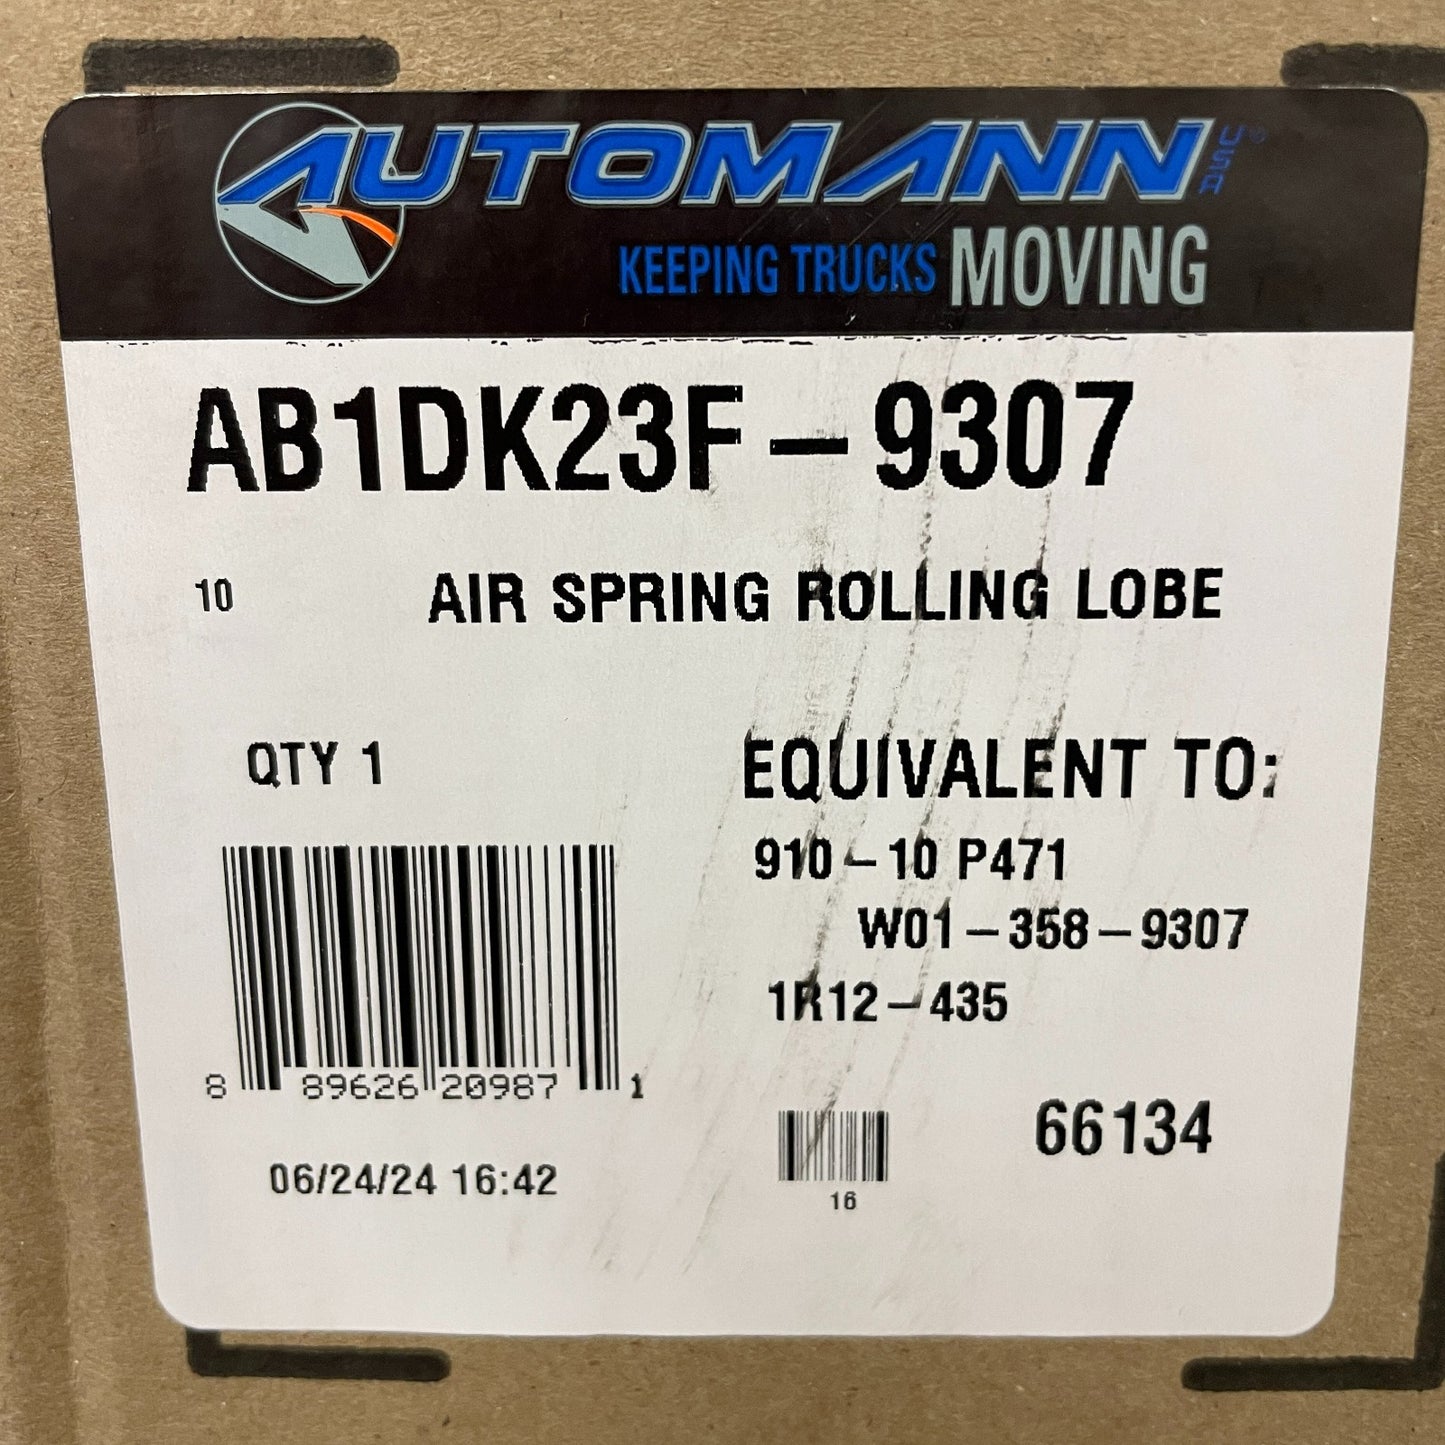 AUTOMANN USA®
KEEPING TRUCKS MOVING
AB1DK23F-9307
10 AIR SPRING ROLLING LOBE
QTY 1
EQUIVALENT TO:
910-10 P471
W01-358-9307
1R12-435
8 89626 20987 1
66134
16
06/24/24 16:42